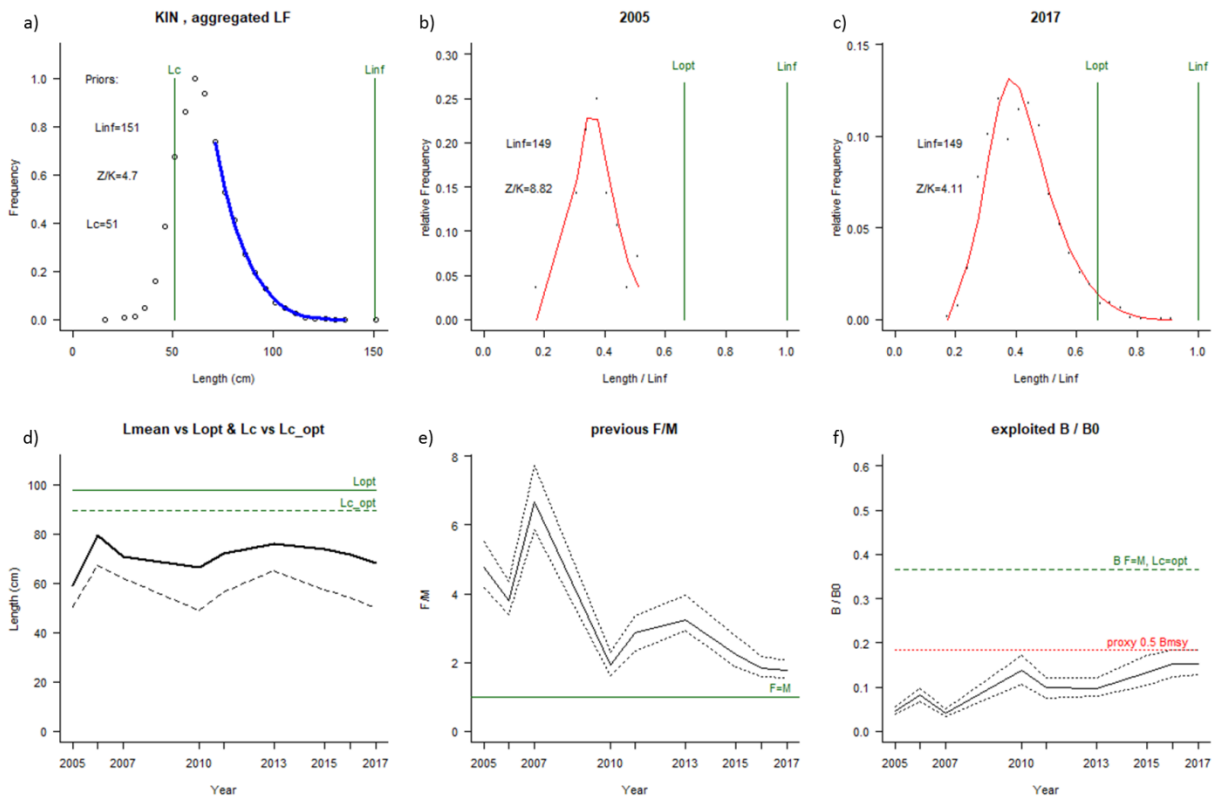 a)
KIN , aggregated LF
Frequency
1.0
0.8
0.6
0.4
0.2
0.0
Priors:
Linf=151
Z/K=4.7
Lc=51
Lc
Linf
0
50
100
150
Length (cm)
b)
2005
relative Frequency
0.30
0.25
0.20
0.15
0.10
0.05
0.00
Linf=149
Z/K=8.82
Lopt
Linf
0.0
0.2
0.4
0.6
0.8
1.0
Length / Linf
c)
2017
relative Frequency
0.15
0.10
0.05
0.00
Linf=149
Z/K=4.11
Lopt
Linf
0.0
0.2
0.4
0.6
0.8
1.0
Length / Linf
d)
Lmean vs Lopt & Lc vs Lc_opt
Length (cm)
100
80
60
40
20
0
Lopt
Lc_opt
2005
2007
2010
2013
2015
2017
Year
e)
previous F/M
F/M
8
6
4
2
0
F=M
2005
2007
2010
2013
2015
2017
Year
f)
exploited B / B0
B / B0
0.6
0.5
0.4
0.3
0.2
0.1
0.0
B F=M, Lc=opt
proxy 0.5 Bmsy
2005
2007
2010
2013
2015
2017
Year